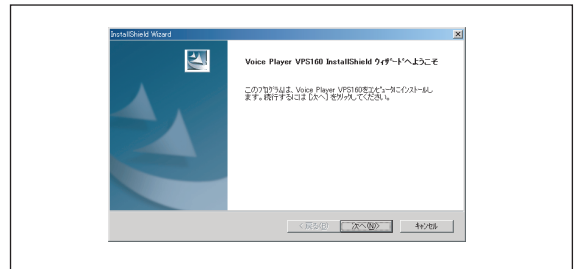 InstallShield Wizard
Voice Player VPS160 InstallShield ウィザードへようこそ
このプログラムは、Voice Player VPS160をコンピュータにインストールし
ます。続行するには［次へ］をクリックしてください。
< 戻る(B)
次へ(N)>
キャンセル